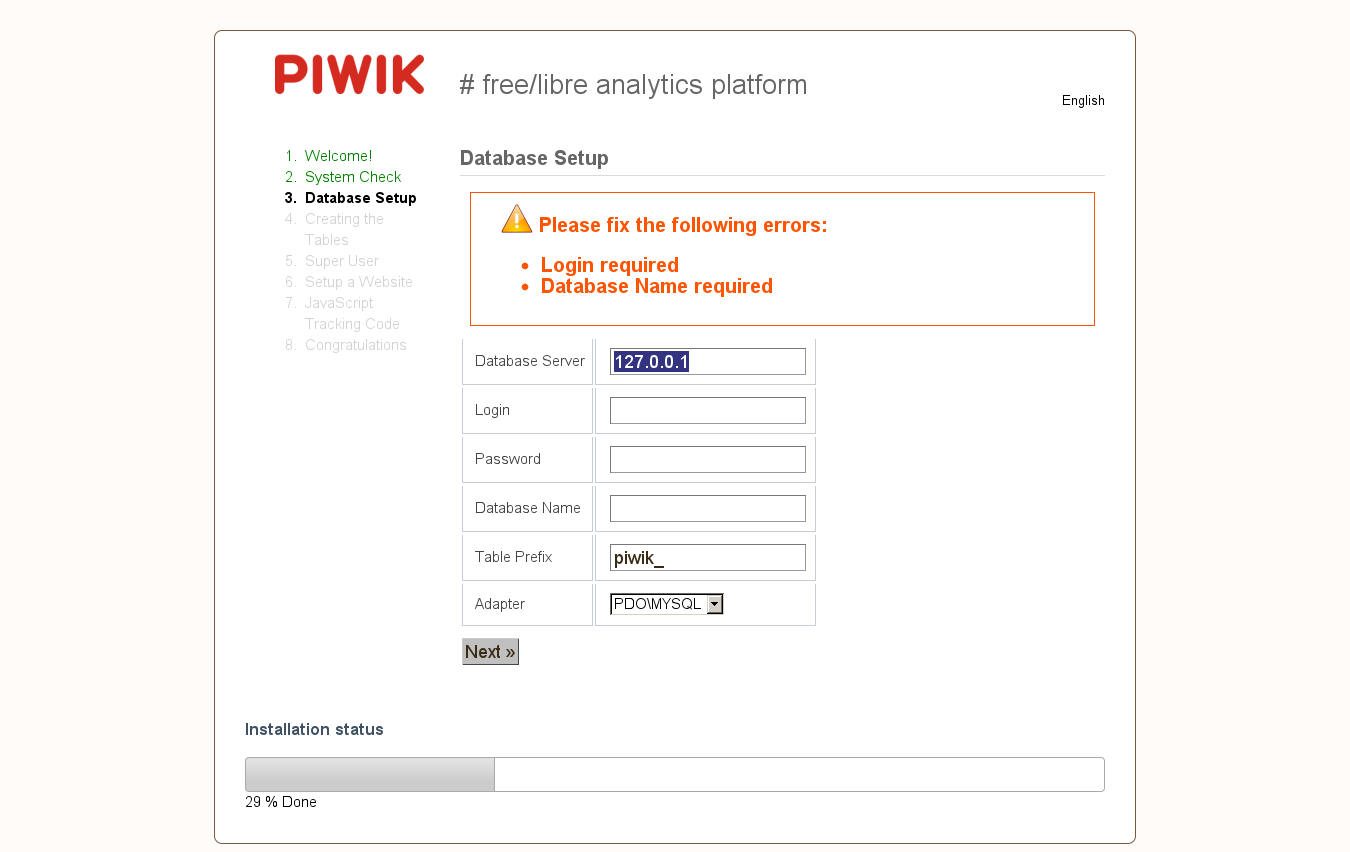 PIWIK
# free/libre analytics platform
English
1. Welcome!
2. System Check
3. Database Setup
4. Creating the
Tables
5. Super User
6. Setup a Website
7. JavaScript
Tracking Code
8. Congratulations
Database Setup
Please fix the following errors:
• Login required
• Database Name required
Database Server 127.0.0.1
Login
Password
Database Name
Table Prefix piwik_
Adapter PDO\MYSQL
Next »
Installation status
29 % Done